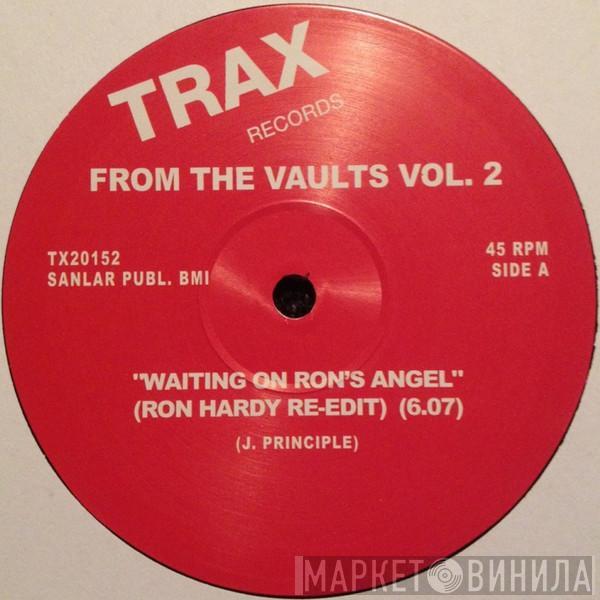 TRAX
RECORDS
FROM THE VAULTS VOL. 2
TX20152
SANLAR PUBL. BMI
45 RPM
SIDE A
"WAITING ON RON'S ANGEL"
(RON HARDY RE-EDIT) (6.07)
(J. PRINCIPLE)
МАРКЕТ ВИНИЛА